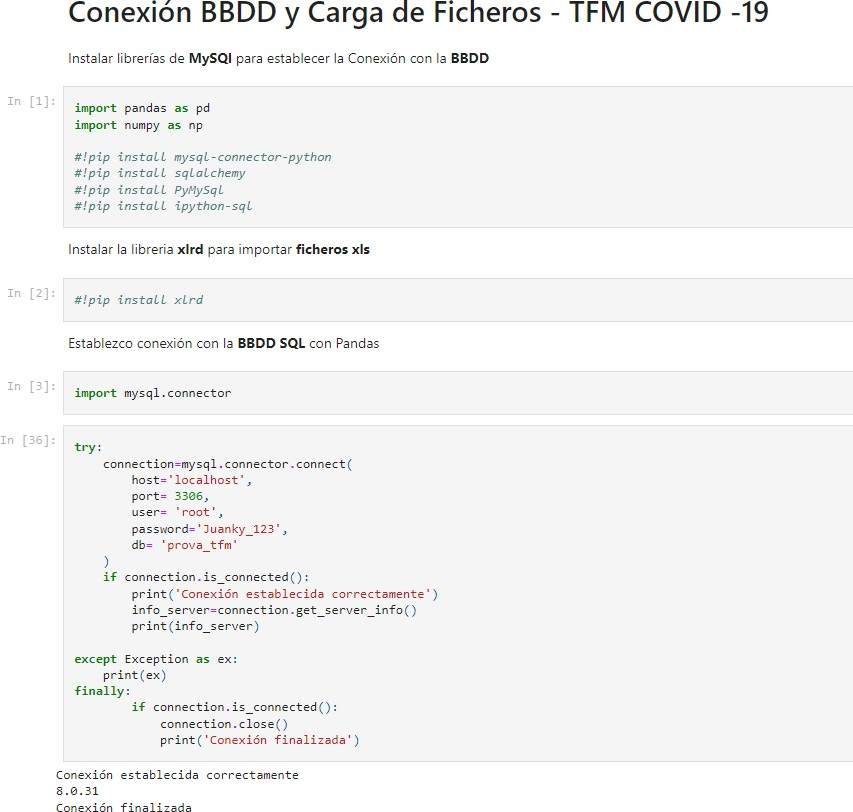 Conexión BBDD y Carga de Ficheros - TFM COVID -19
Instalar librerías de MySQl para establecer la Conexión con la BBDD
In [1]:
import pandas as pd
import numpy as np
#!pip install mysql-connector-python
#!pip install sqlalchemy
#!pip install PyMySql
#!pip install ipython-sql
Instalar la libreria xlrd para importar ficheros xls
In [2]:
#!pip install xlrd
Establezco conexión con la BBDD SQL con Pandas
In [3]:
import mysql.connector
In [36]:
try:
    connection=mysql.connector.connect(
        host='localhost',
        port= 3306,
        user= 'root',
        password='Juanky_123',
        db= 'prova_tfm'
    )
    if connection.is_connected():
        print('Conexión establecida correctamente')
        info_server=connection.get_server_info()
        print(info_server)
except Exception as ex:
    print(ex)
finally:
        if connection.is_connected():
            connection.close()
            print('Conexión finalizada')
Conexión establecida correctamente
8.0.31
Conexión finalizada